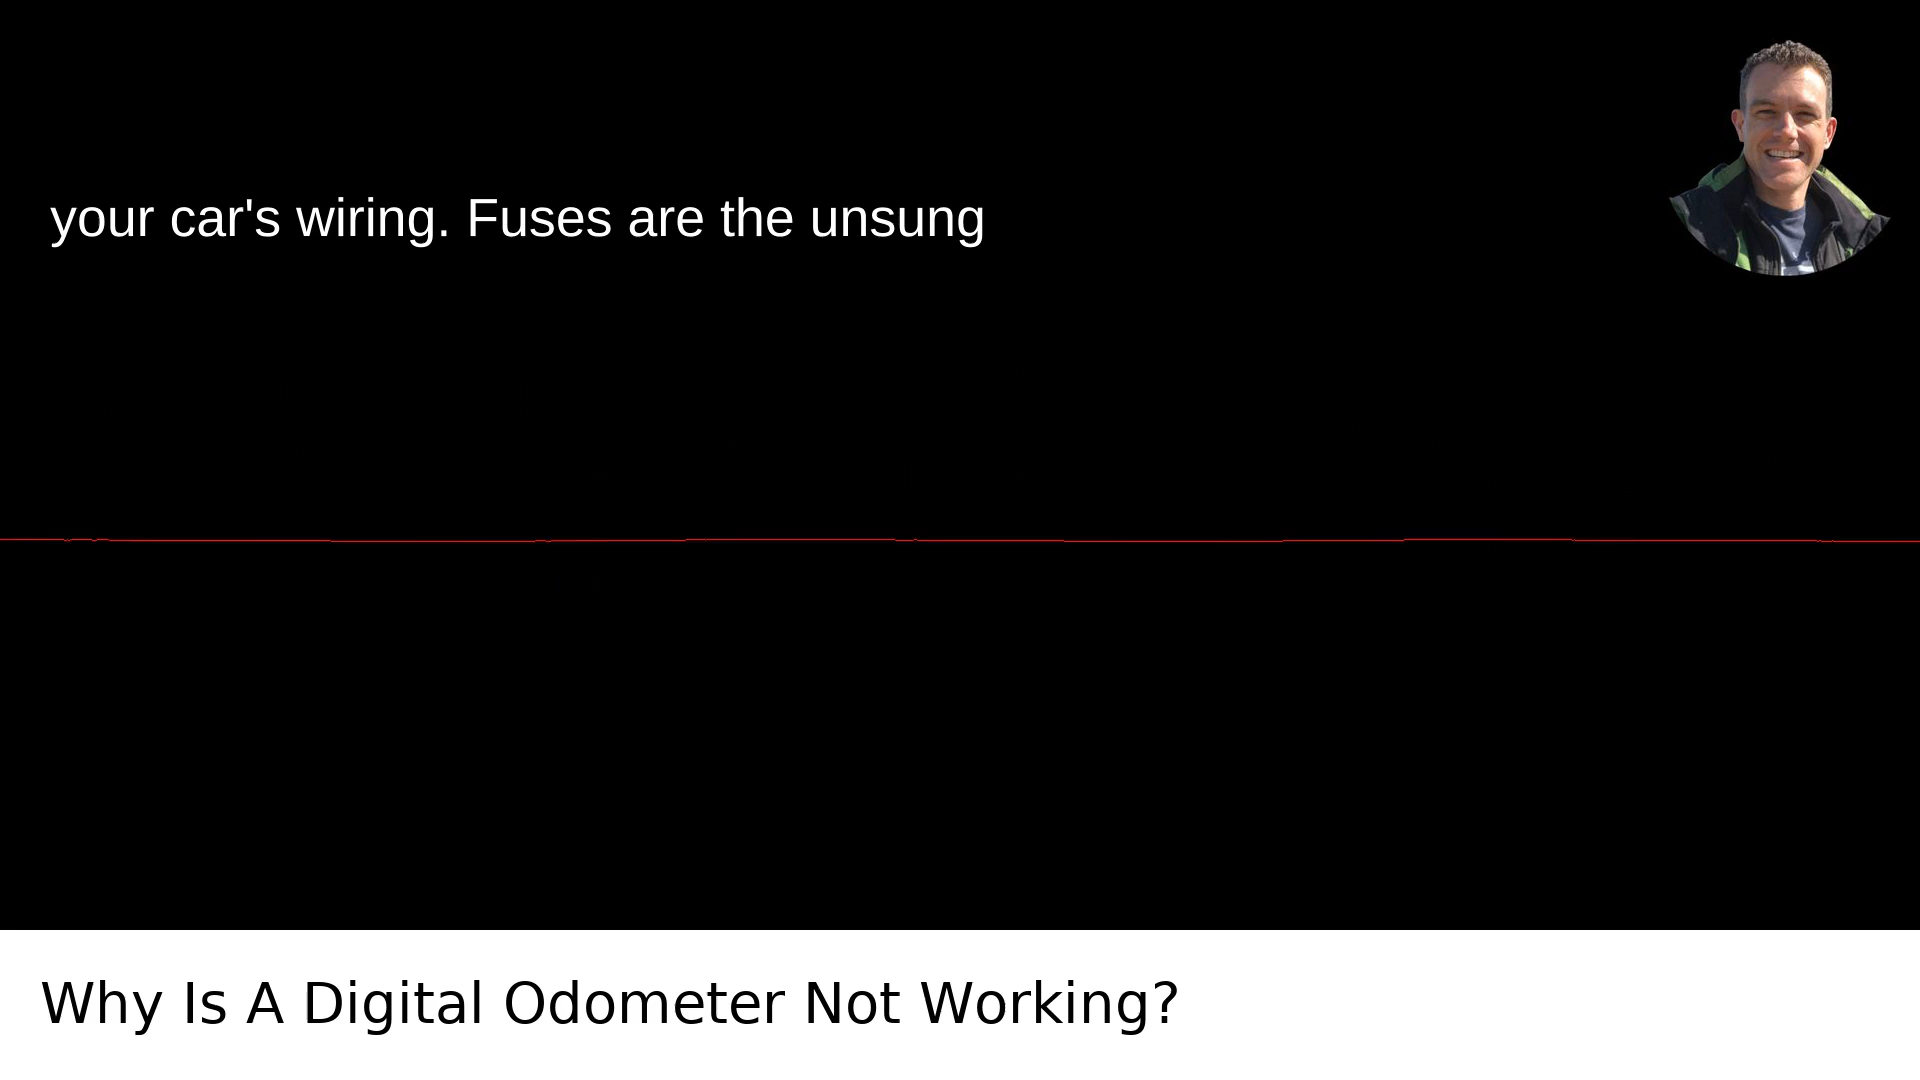 your car's wiring. Fuses are the unsung
Why Is A Digital Odometer Not Working?